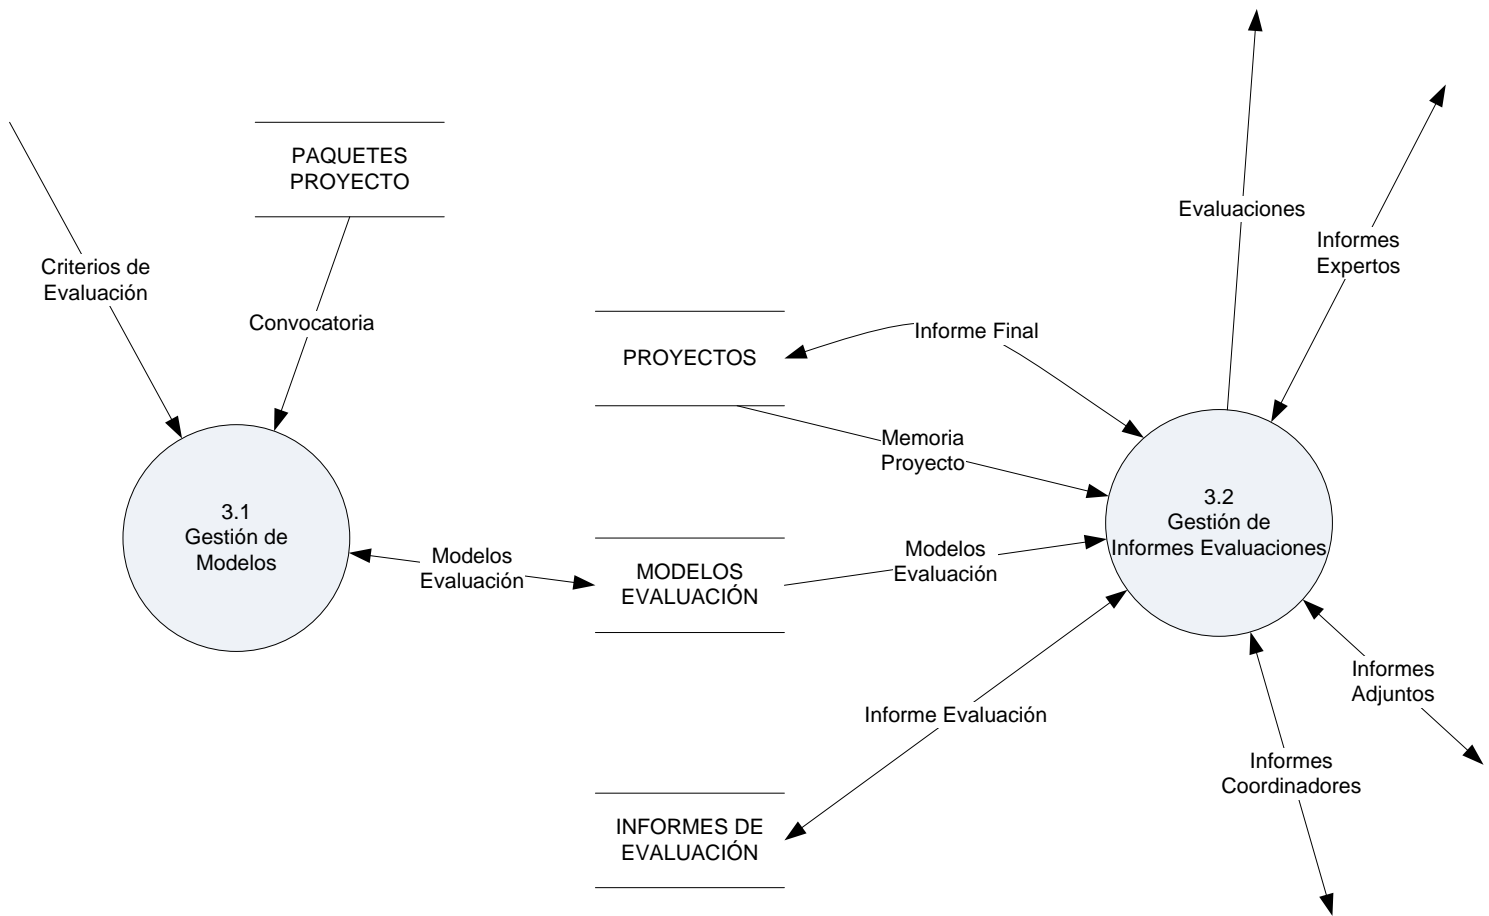 Evaluaciones
Informes
Expertos
PAQUETES
PROYECTO
Criterios de
Evaluación
Convocatoria
PROYECTOS
Informe Final
Memoria
Proyecto
3.1
Gestión de
Modelos
Modelos
Evaluación
MODELOS
EVALUACIÓN
Modelos
Evaluación
3.2
Gestión de
Informes Evaluaciones
Informe Evaluación
Informes
Adjuntos
Informes
Coordinadores
INFORMES DE
EVALUACIÓN